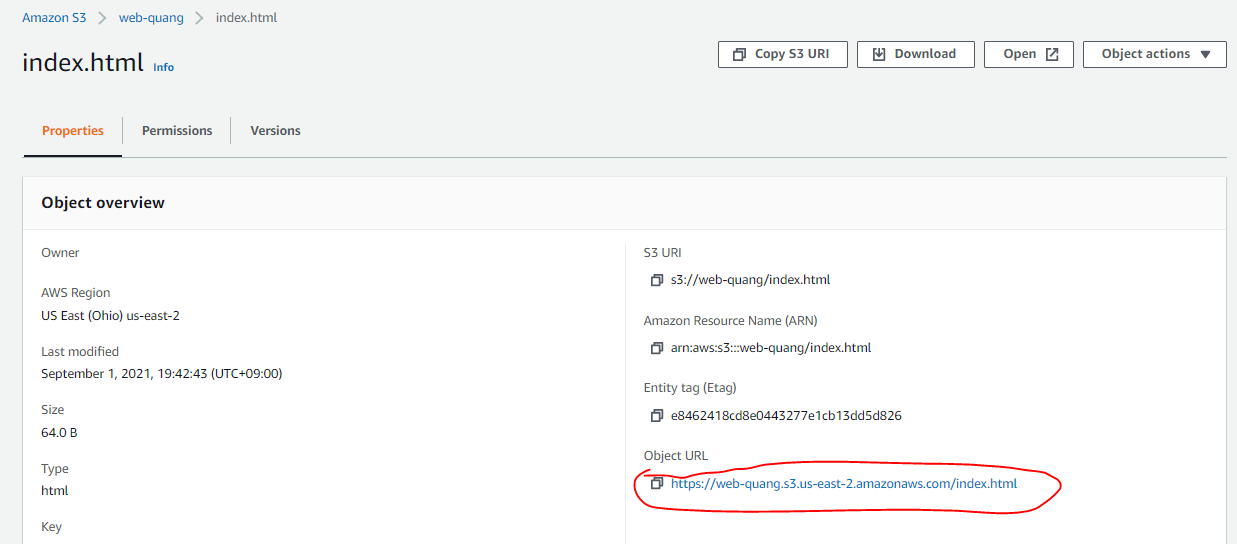 Amazon S3 > web-quang > index.html
index.html Info
Copy S3 URI Download Open Object actions
Properties Permissions Versions
Object overview
Owner
AWS Region
US East (Ohio) us-east-2
Last modified
September 1, 2021, 19:42:43 (UTC+09:00)
Size
64.0 B
Type
html
Key
S3 URI
s3://web-quang/index.html
Amazon Resource Name (ARN)
arn:aws:s3:::web-quang/index.html
Entity tag (Etag)
e8462418cd8e0443277e1cb13dd5d826
Object URL
https://web-quang.s3.us-east-2.amazonaws.com/index.html